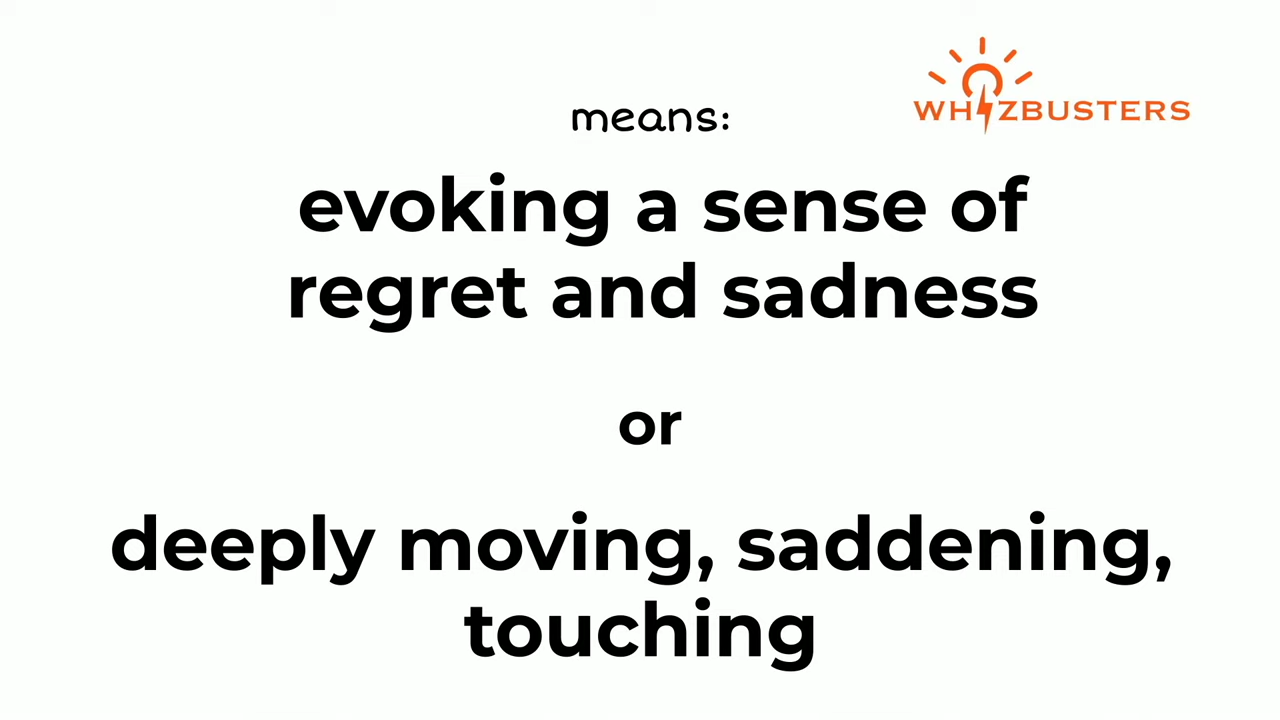 WHIZBUSTERS
means:
evoking a sense of
regret and sadness
or
deeply moving, saddening,
touching